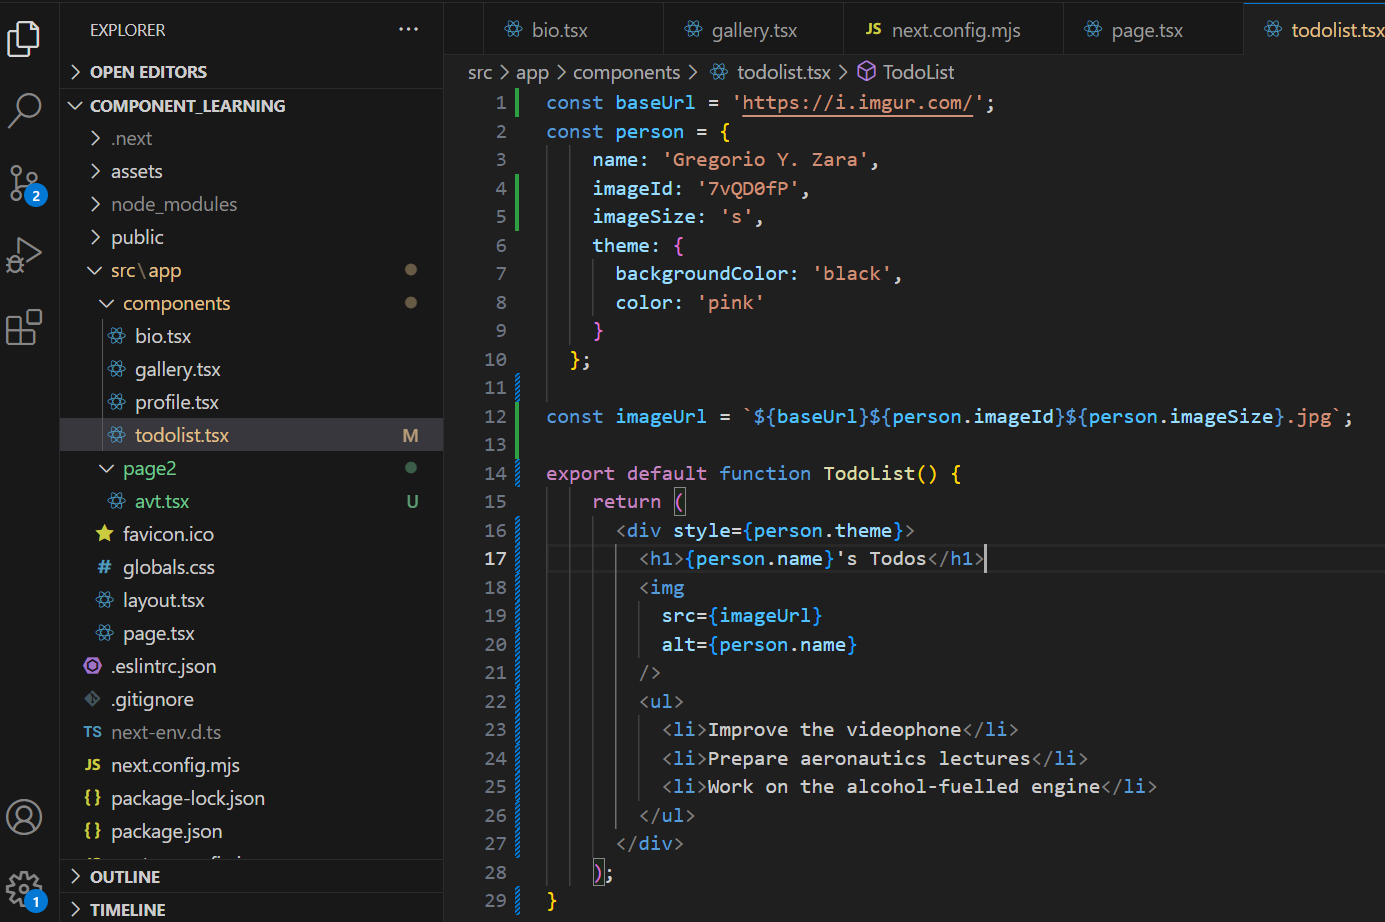 EXPLORER ···
OPEN EDITORS
COMPONENT_LEARNING
.next
assets
node_modules
public
src\app
components
bio.tsx
gallery.tsx
profile.tsx
todolist.tsx M
page2
avt.tsx U
favicon.ico
# globals.css
layout.tsx
page.tsx
.eslintrc.json
.gitignore
TS next-env.d.ts
JS next.config.mjs
{} package-lock.json
{} package.json
OUTLINE
TIMELINE
2
1
bio.tsx gallery.tsx JS next.config.mjs page.tsx todolist.tsx
src > app > components > todolist.tsx > TodoList
1 const baseUrl = 'https://i.imgur.com/';
2 const person = {
3 name: 'Gregorio Y. Zara',
4 imageId: '7vQD0fP',
5 imageSize: 's',
6 theme: {
7 backgroundColor: 'black',
8 color: 'pink'
9 }
10 };
11
12 const imageUrl = `${baseUrl}${person.imageId}${person.imageSize}.jpg`;
13
14 export default function TodoList() {
15 return (
16 <div style={person.theme}>
17 <h1>{person.name}'s Todos</h1>
18 <img
19 src={imageUrl}
20 alt={person.name}
21 />
22 <ul>
23 <li>Improve the videophone</li>
24 <li>Prepare aeronautics lectures</li>
25 <li>Work on the alcohol-fuelled engine</li>
26 </ul>
27 </div>
28 );
29 }